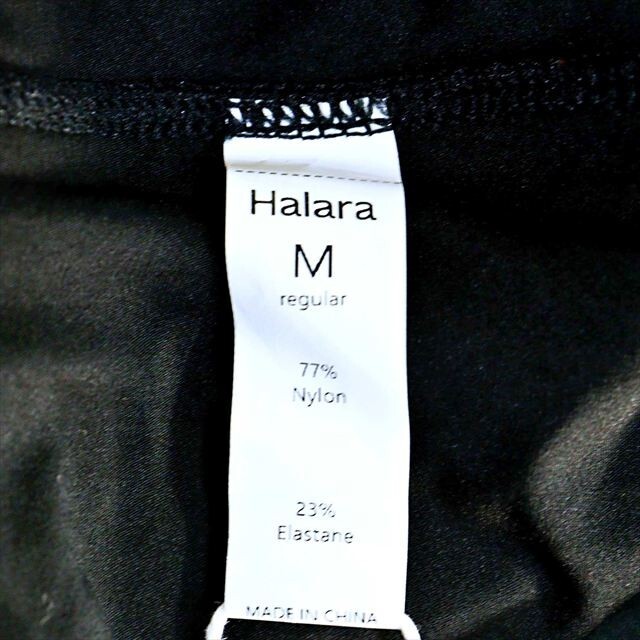 Halara
M
regular
77%
Nylon
23%
Elastane
MADE IN CHINA